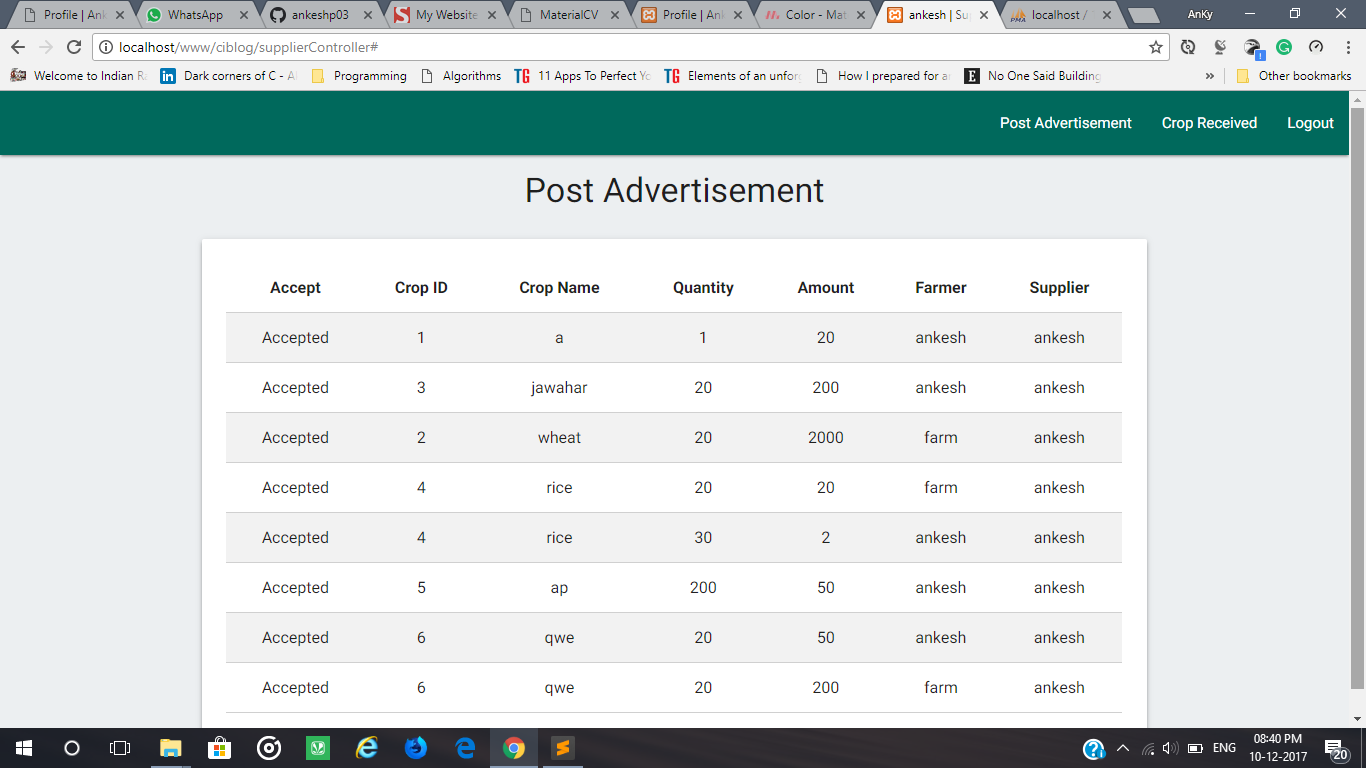 Profile | Ank
WhatsApp
ankeshp03
My Website
MaterialCV
Profile | Ank
Color - Mat
ankesh | Su
localhost /
AnKy
localhost/www/ciblog/supplierController#
Welcome to Indian Ra
Dark corners of C - A
Programming
Algorithms
TG 11 Apps To Perfect Yo
TG Elements of an unforg
How I prepared for a
E No One Said Building
» Other bookmarks
Post Advertisement Crop Received Logout
Post Advertisement
Accept Crop ID Crop Name Quantity Amount Farmer Supplier
Accepted 1 a 1 20 ankesh ankesh
Accepted 3 jawahar 20 200 ankesh ankesh
Accepted 2 wheat 20 2000 farm ankesh
Accepted 4 rice 20 20 farm ankesh
Accepted 4 rice 30 2 ankesh ankesh
Accepted 5 ap 200 50 ankesh ankesh
Accepted 6 qwe 20 50 ankesh ankesh
Accepted 6 qwe 20 200 farm ankesh
ENG
08:40 PM
10-12-2017
20